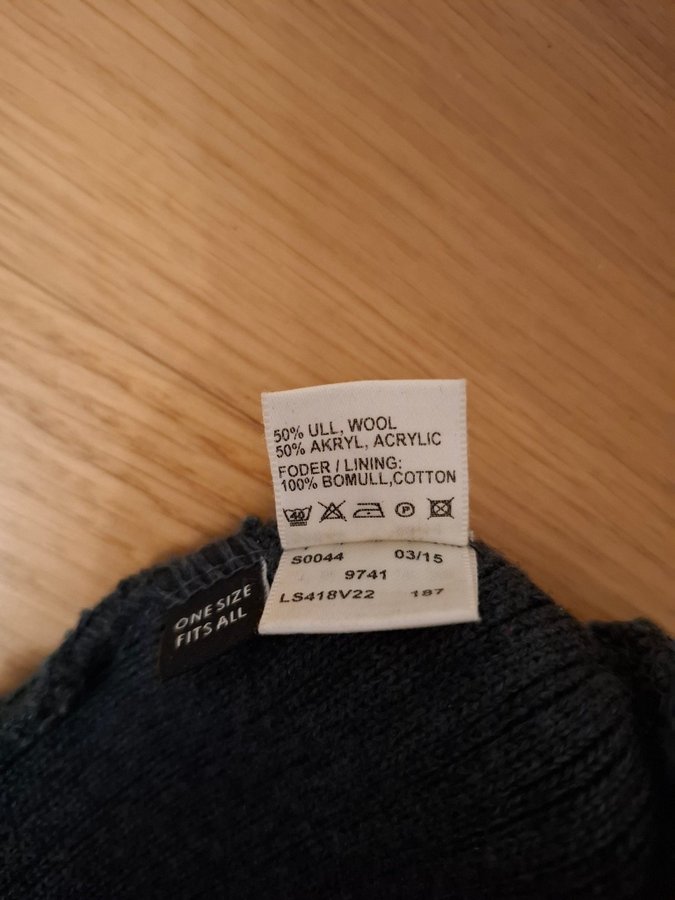 50% ULL, WOOL
50% AKRYL, ACRYLIC
FODER / LINING:
100% BOMULL,COTTON
40 P
S0044 03/15
9741
LS418V22 187
ONE SIZE
FITS ALL